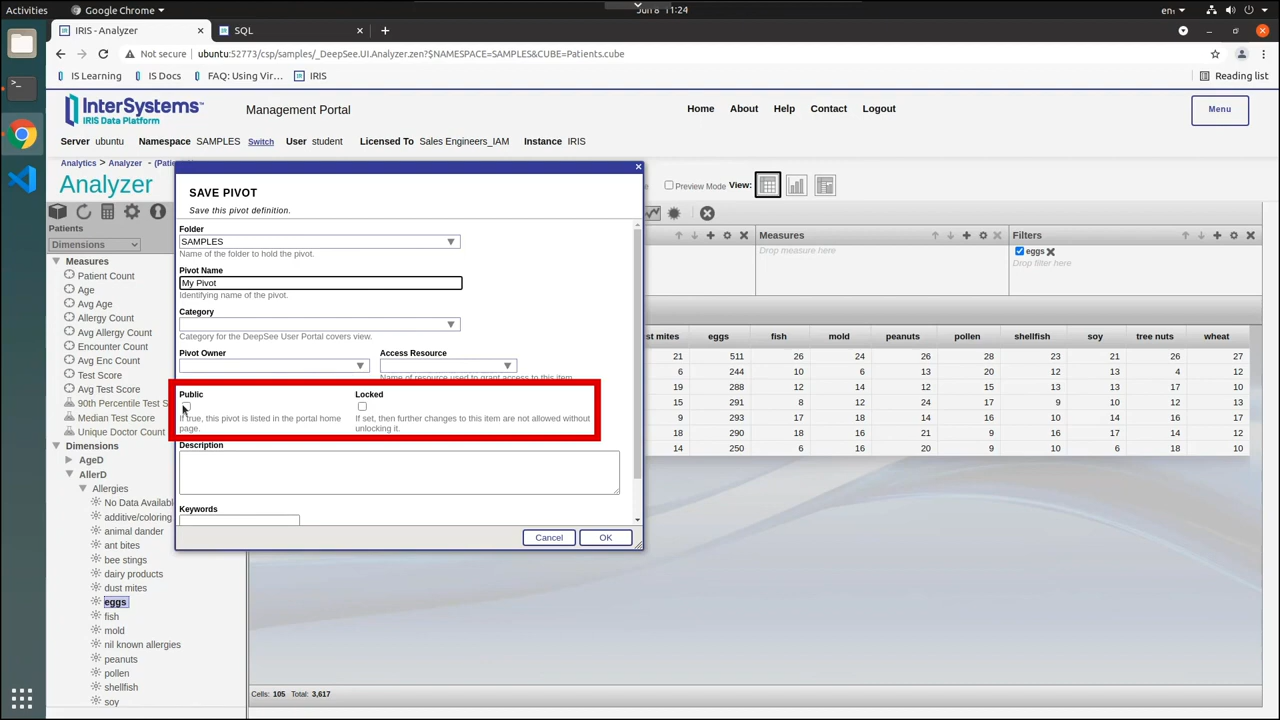 Activities
Google Chrome
Jun 8 11:24
en
IRIS - Analyzer
SQL
Not secure
ubuntu:52773/csp/samples/_DeepSee.UI.Analyzer.zen?$NAMESPACE=SAMPLES&CUBE=Patients.cube
IS Learning
IS Docs
FAQ: Using Vir…
IRIS
Reading list
InterSystems
IRIS Data Platform
Management Portal
Home
About
Help
Contact
Logout
Menu
Server ubuntu Namespace SAMPLES Switch User student Licensed To Sales Engineers_IAM Instance IRIS
Analytics > Analyzer - (Patie
Analyzer
Preview Mode
View:
Patients
Dimensions
Measures
Patient Count
Age
Avg Age
Allergy Count
Avg Allergy Count
Encounter Count
Avg Enc Count
Test Score
Avg Test Score
90th Percentile Test S
Median Test Score
Unique Doctor Count
Dimensions
AgeD
AllerD
Allergies
No Data Availabl
additive/coloring
animal dander
ant bites
bee stings
dairy products
dust mites
eggs
fish
mold
nil known allergies
peanuts
pollen
shellfish
soy
SAVE PIVOT
Save this pivot definition.
Folder
SAMPLES
Name of the folder to hold the pivot.
Pivot Name
My Pivot
Identifying name of the pivot.
Category
Category for the DeepSee User Portal covers view.
Pivot Owner
Access Resource
Name of resource used to grant access to this item.
Public
Locked
If true, this pivot is listed in the portal home
page.
If set, then further changes to this item are not allowed without
unlocking it.
Description
Keywords
Cancel
OK
Measures
Drop measure here
Filters
eggs
Drop filter here
st mites eggs fish mold peanuts pollen shellfish soy tree nuts wheat
21 511 26 24 26 28 23 21 26 27
6 244 10 6 13 20 12 14 12 12
19 288 12 14 12 15 13 13 17 10
15 291 8 12 24 13 12 12 14 16
9 293 17 18 14 16 10 14 16 17
18 290 18 16 21 9 16 17 14 12
14 250 6 16 20 9 10 6 18 10
Cells: 105 Total: 3,617